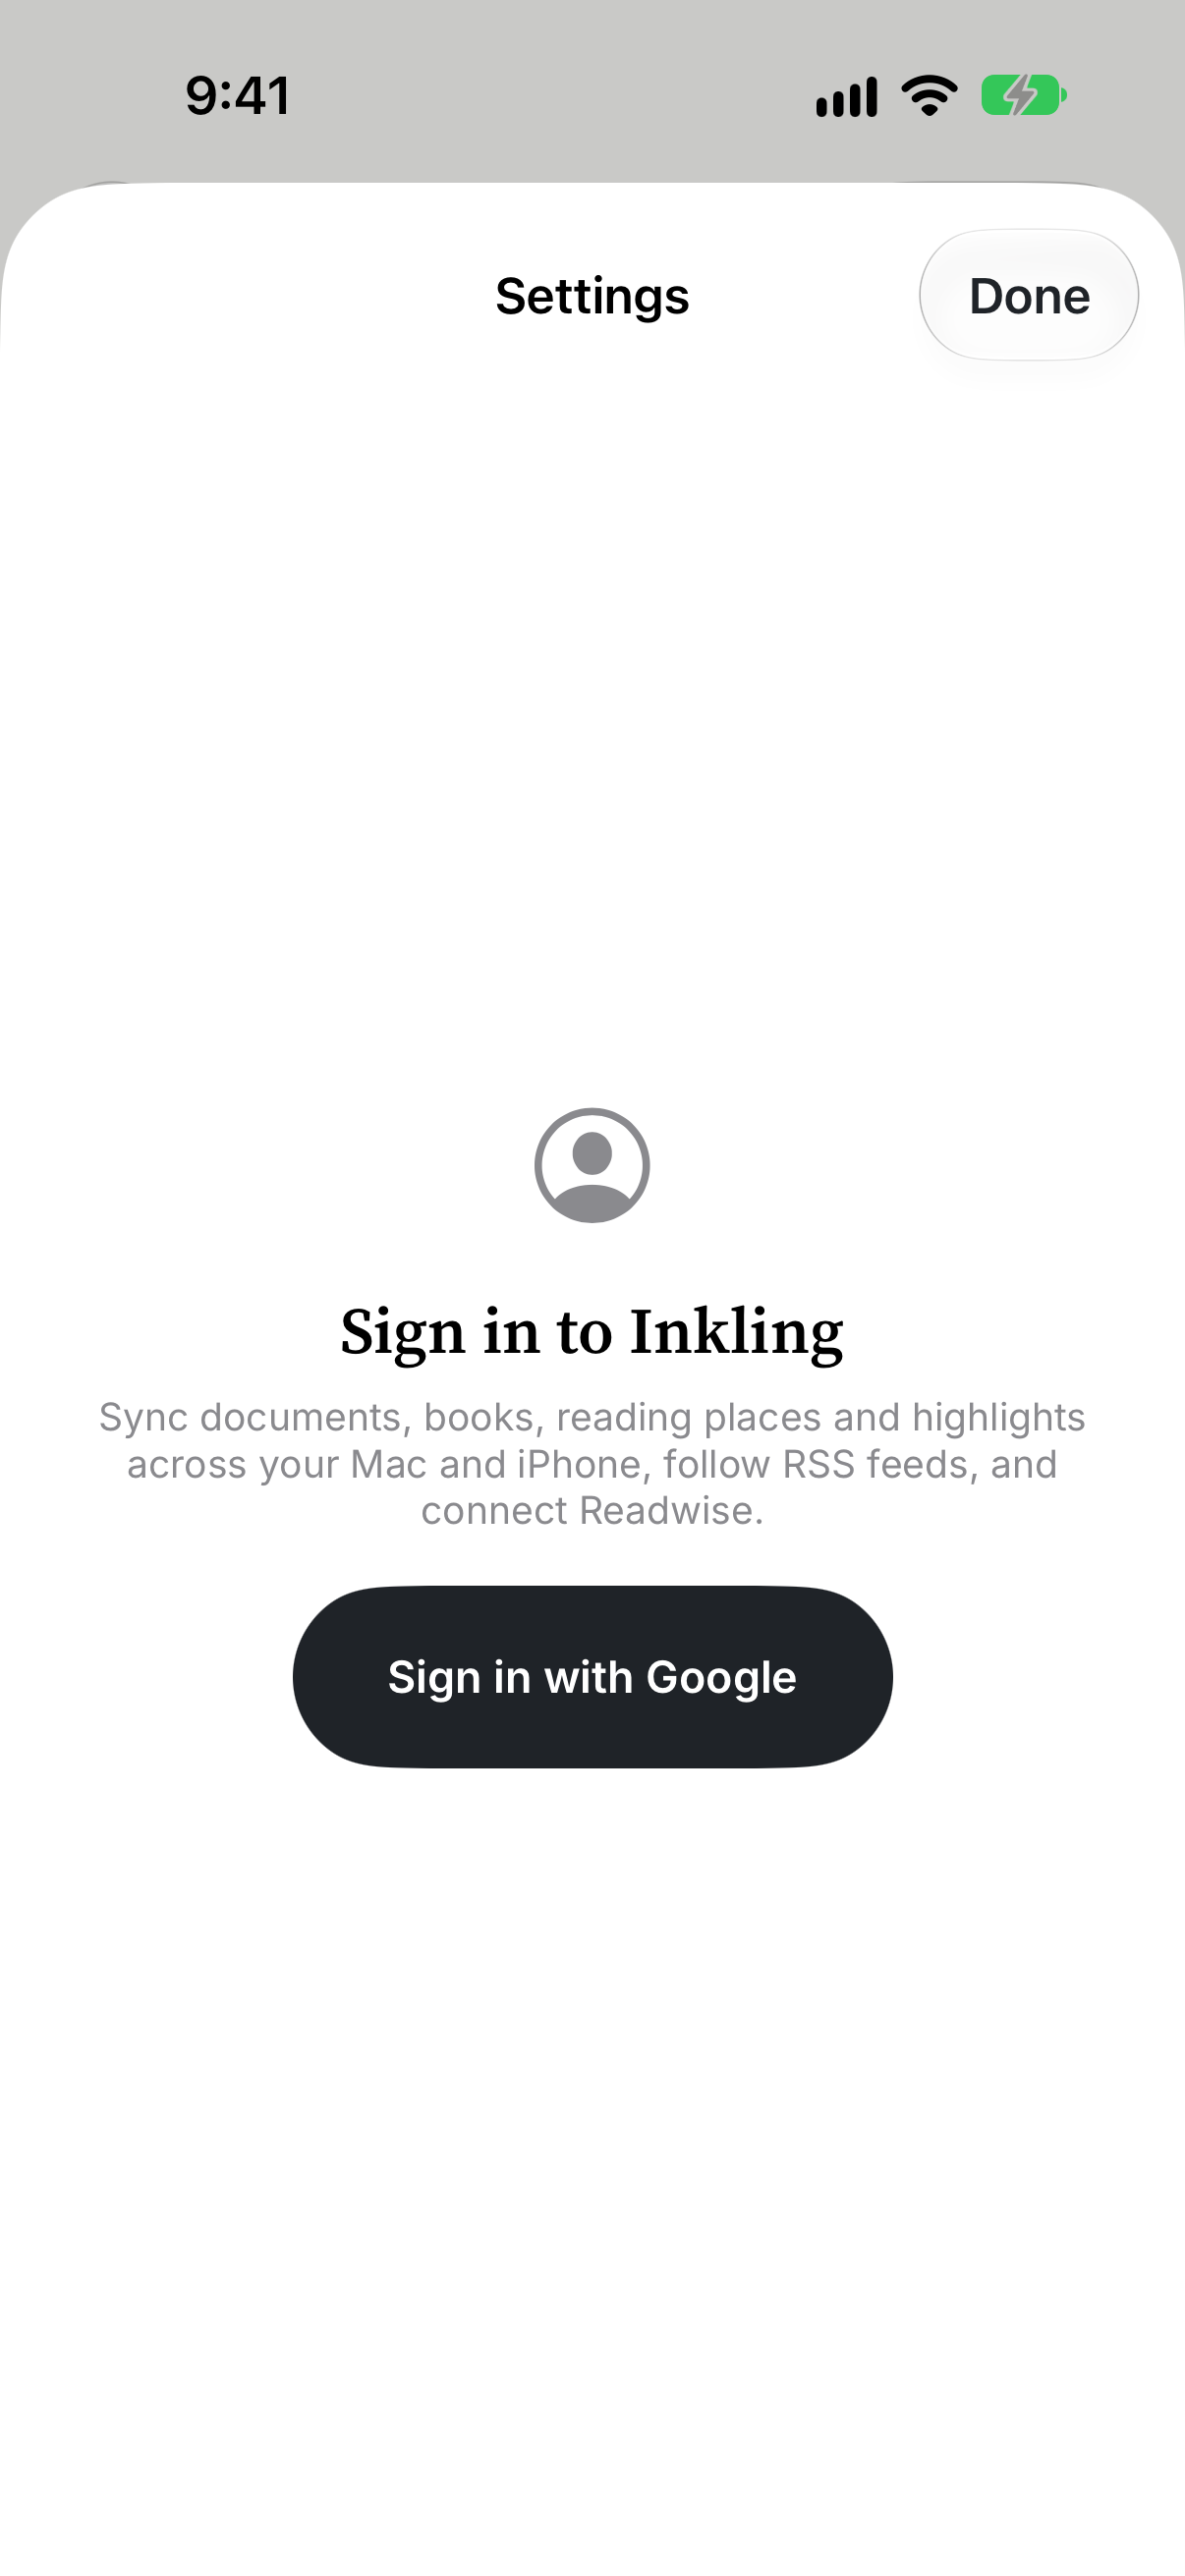 9:41
Settings
Done
Sign in to Inkling
Sync documents, books, reading places and highlights
across your Mac and iPhone, follow RSS feeds, and
connect Readwise.
Sign in with Google